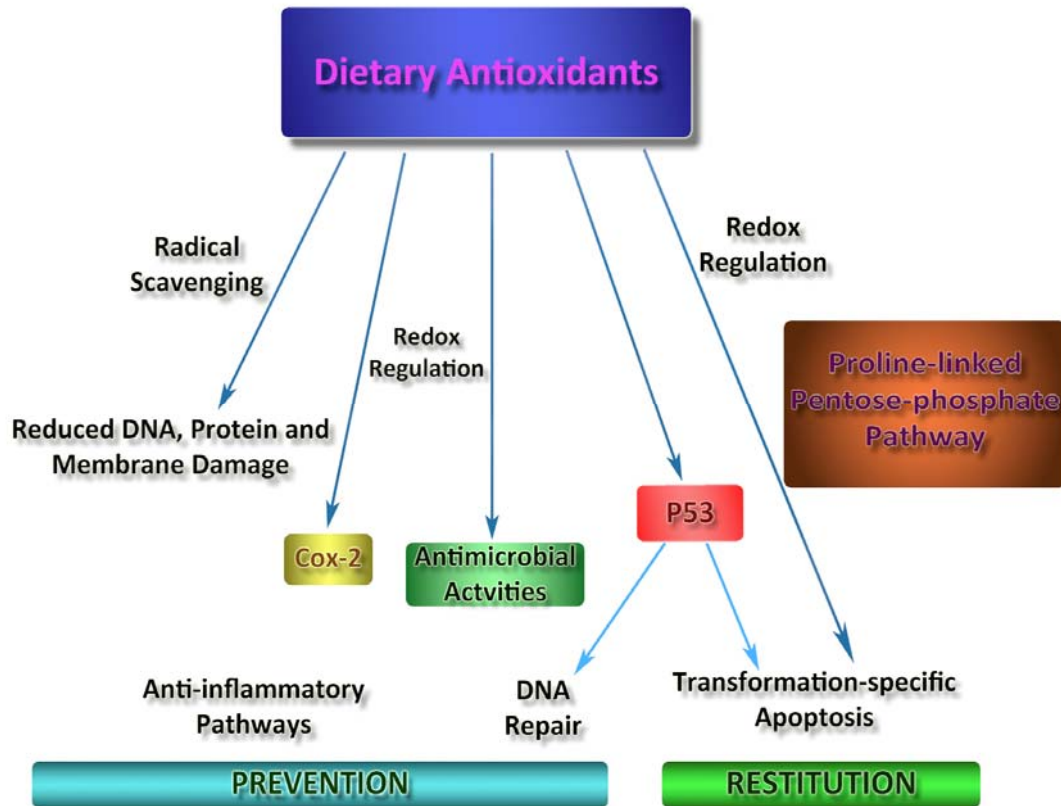 Dietary Antioxidants
Radical
Scavenging
Redox
Regulation
Redox
Regulation
Proline-linked
Pentose-phosphate
Pathway
Reduced DNA, Protein and
Membrane Damage
P53
Cox-2
Antimicrobial
Actvities
Anti-inflammatory
Pathways
DNA
Repair
Transformation-specific
Apoptosis
PREVENTION
RESTITUTION